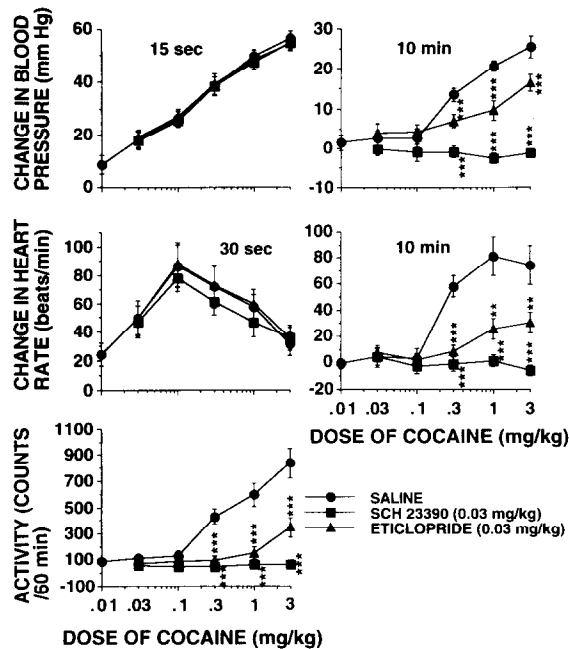 CHANGE IN BLOOD
PRESSURE (mm Hg)
60
40
20
0
15 sec
30
20
10
0
-10
10 min
***
***
***
***
***
***
CHANGE IN HEART
RATE (beats/min)
100
80
60
40
20
0
30 sec
100
80
60
40
20
0
-20
10 min
***
**
**
***
***
***
.01 .03 .1 .3 1 3
DOSE OF COCAINE (mg/kg)
ACTIVITY (COUNTS
/60 min)
1100
900
700
500
300
100
-100
***
***
***
***
***
***
.01 .03 .1 .3 1 3
DOSE OF COCAINE (mg/kg)
SALINE
SCH 23390 (0.03 mg/kg)
ETICLOPRIDE (0.03 mg/kg)